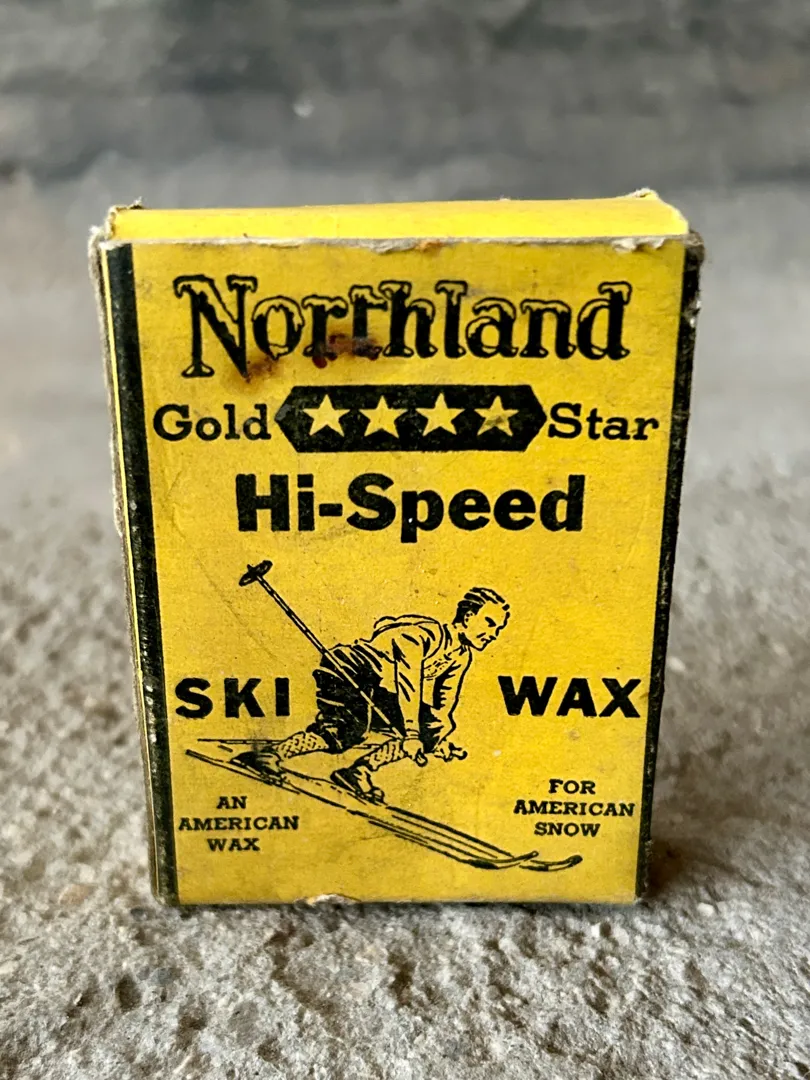 Northland
Gold Star
Hi-Speed
SKI WAX
AN
AMERICAN
WAX
FOR
AMERICAN
SNOW